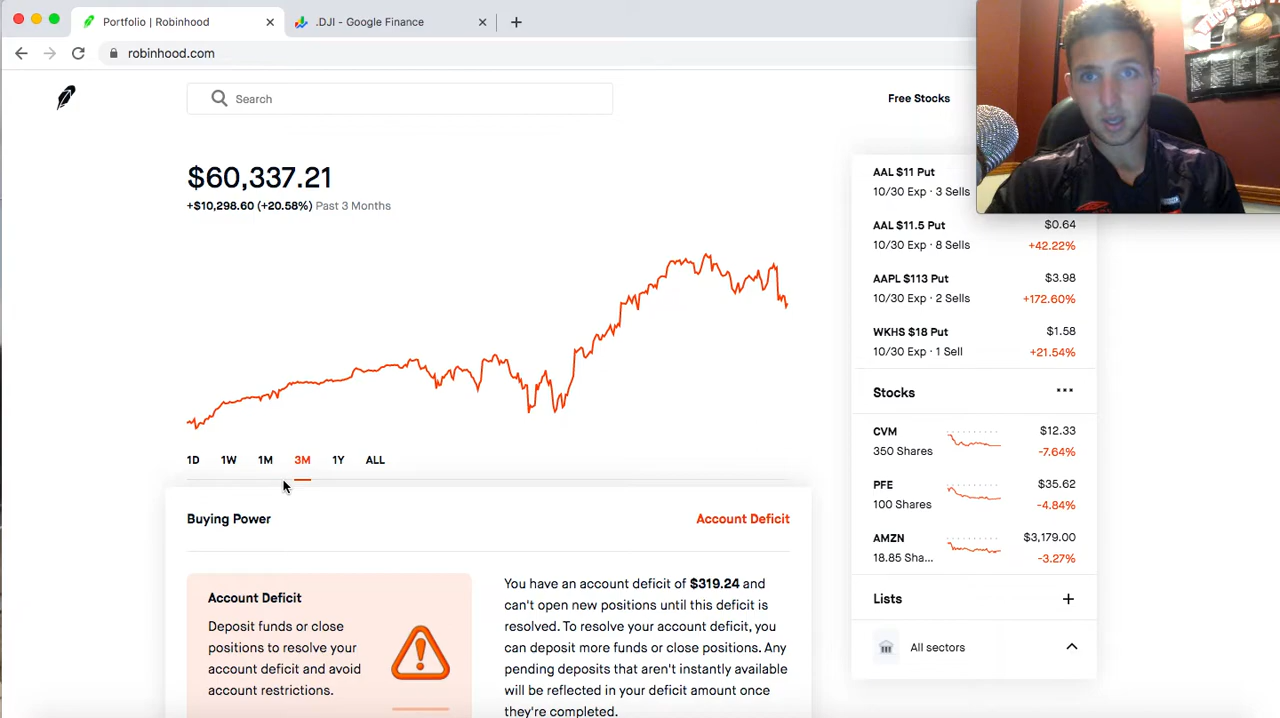 Portfolio | Robinhood
.DJI - Google Finance
robinhood.com
Search
Free Stocks
$60,337.21
+$10,298.60 (+20.58%) Past 3 Months
1D 1W 1M 3M 1Y ALL
Buying Power
Account Deficit
Account Deficit
Deposit funds or close
positions to resolve your
account deficit and avoid
account restrictions.
You have an account deficit of $319.24 and
can't open new positions until this deficit is
resolved. To resolve your account deficit, you
can deposit more funds or close positions. Any
pending deposits that aren't instantly available
will be reflected in your deficit amount once
they're completed.
AAL $11 Put
10/30 Exp · 3 Sells
AAL $11.5 Put $0.64
10/30 Exp · 8 Sells +42.22%
AAPL $113 Put $3.98
10/30 Exp · 2 Sells +172.60%
WKHS $18 Put $1.58
10/30 Exp · 1 Sell +21.54%
Stocks
CVM $12.33
350 Shares -7.64%
PFE $35.62
100 Shares -4.84%
AMZN $3,179.00
18.85 Sha... -3.27%
Lists
All sectors